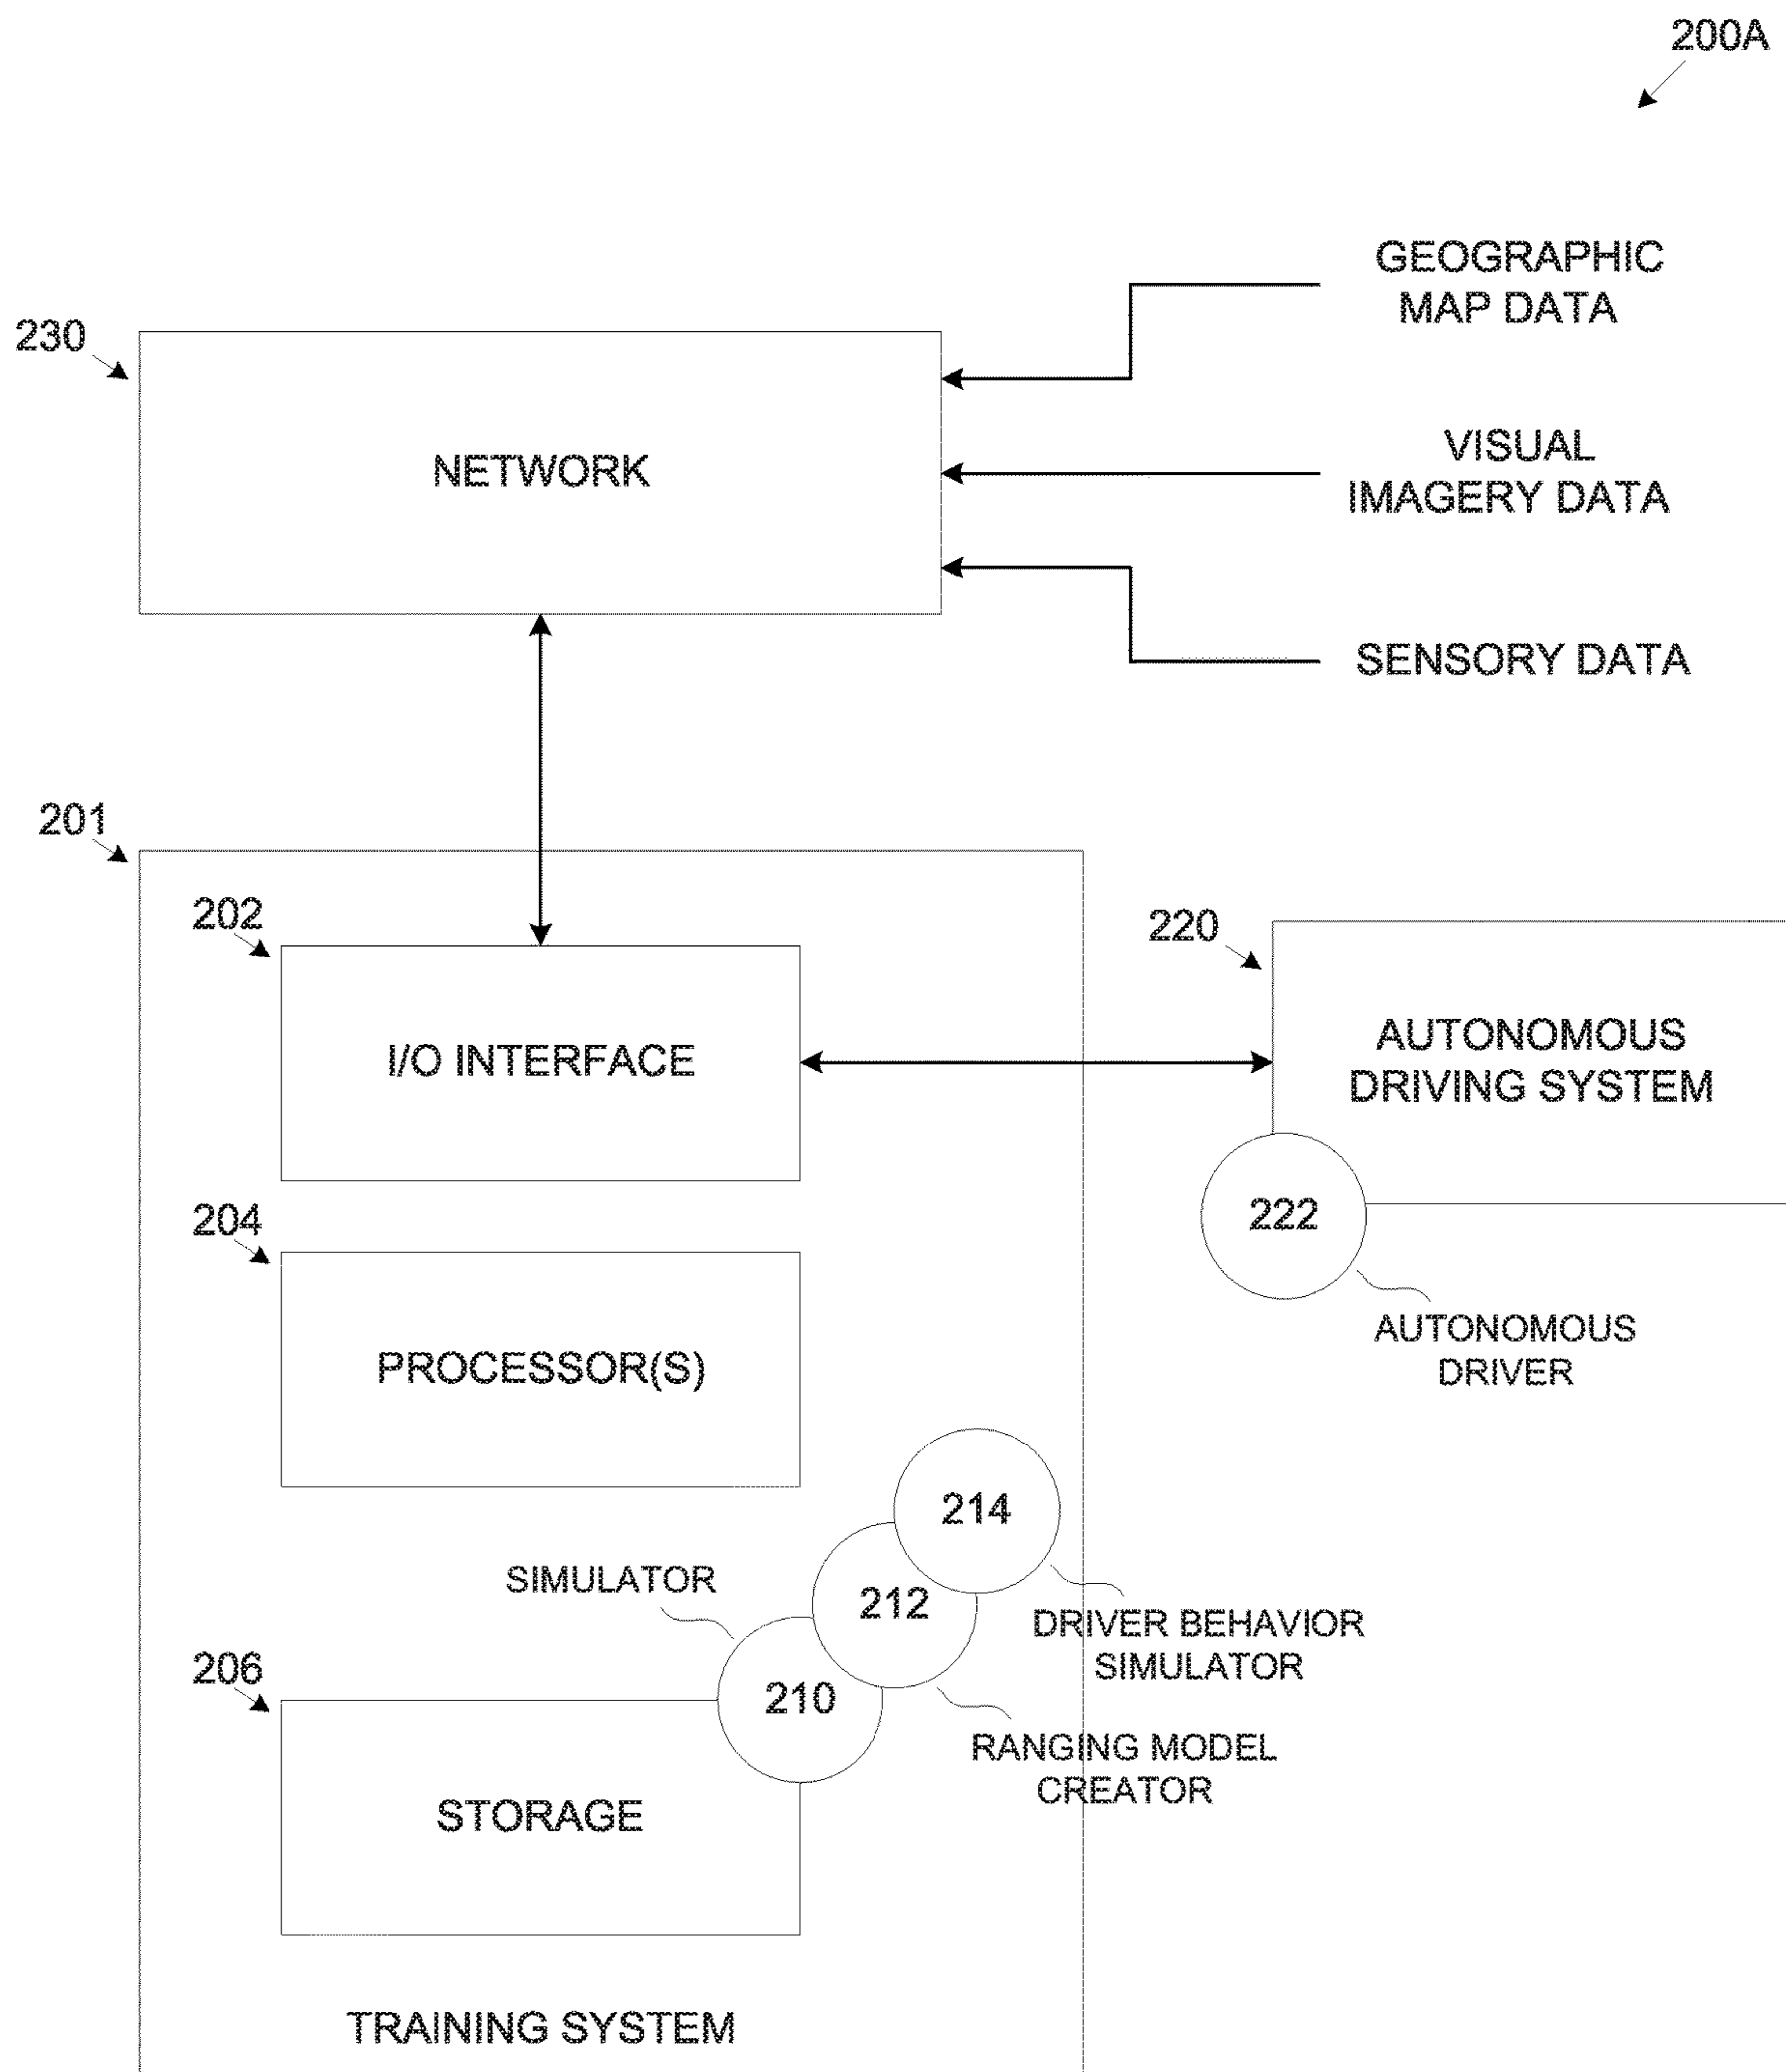 200A
GEOGRAPHIC
MAP DATA
230
NETWORK
VISUAL
IMAGERY DATA
SENSORY DATA
201
202
I/O INTERFACE
220
AUTONOMOUS
DRIVING SYSTEM
222
AUTONOMOUS
DRIVER
204
PROCESSOR(S)
214
SIMULATOR
212
DRIVER BEHAVIOR
SIMULATOR
206
210
RANGING MODEL
CREATOR
STORAGE
TRAINING SYSTEM